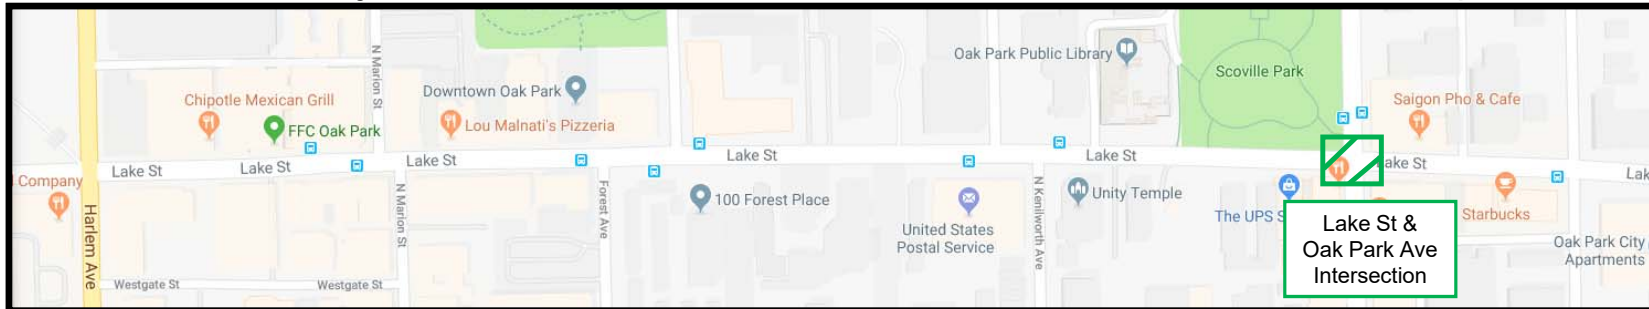 N Marion St
Oak Park Public Library
Scoville Park
Chipotle Mexican Grill
Downtown Oak Park
Saigon Pho & Cafe
FFC Oak Park
Lou Malnati's Pizzeria
Lake St
Lake St
Lake St
Lake St
Lake St
Lake St
Company
Harlem Ave
N Marion St
Forest Ave
100 Forest Place
United States
Postal Service
N Kenilworth Ave
Unity Temple
The UPS S
Lake St &
Oak Park Ave
Intersection
Starbucks
Oak Park City
Apartments
Westgate St
Westgate St